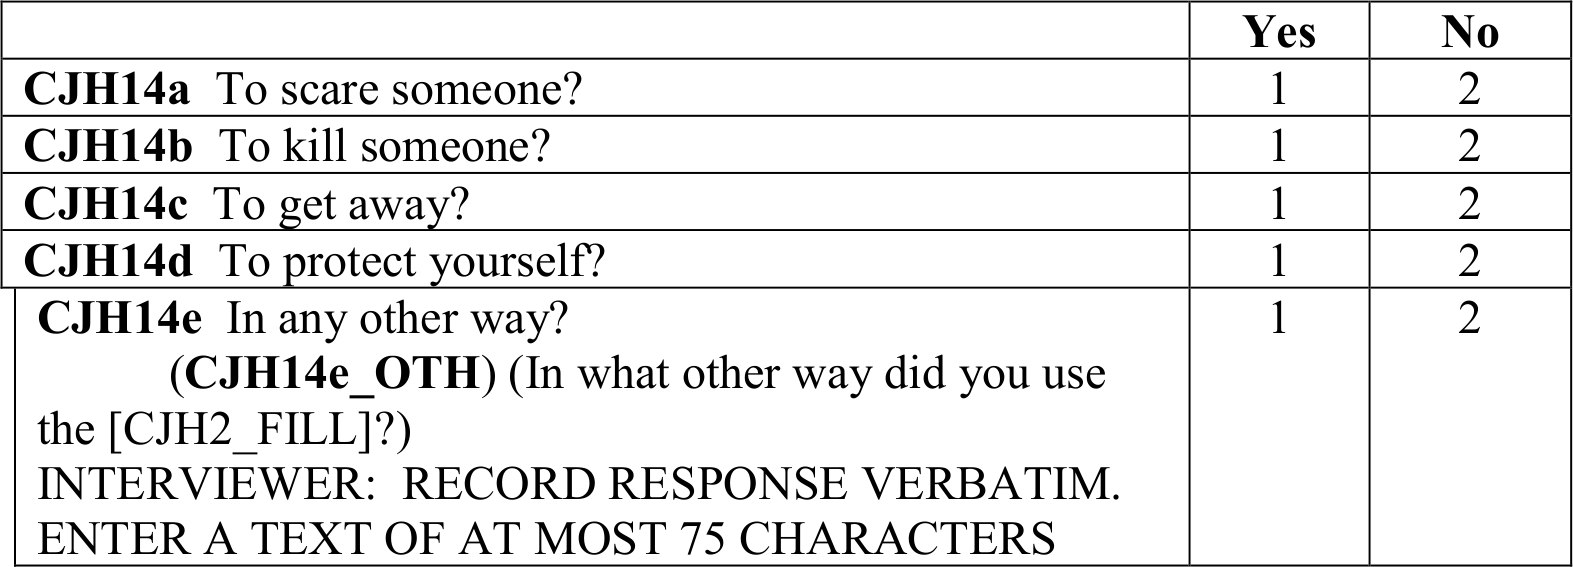 Yes No
CJH14a To scare someone? 1 2
CJH14b To kill someone? 1 2
CJH14c To get away? 1 2
CJH14d To protect yourself? 1 2
CJH14e In any other way? 1 2
(CJH14e_OTH) (In what other way did you use
the [CJH2_FILL]?)
INTERVIEWER: RECORD RESPONSE VERBATIM.
ENTER A TEXT OF AT MOST 75 CHARACTERS